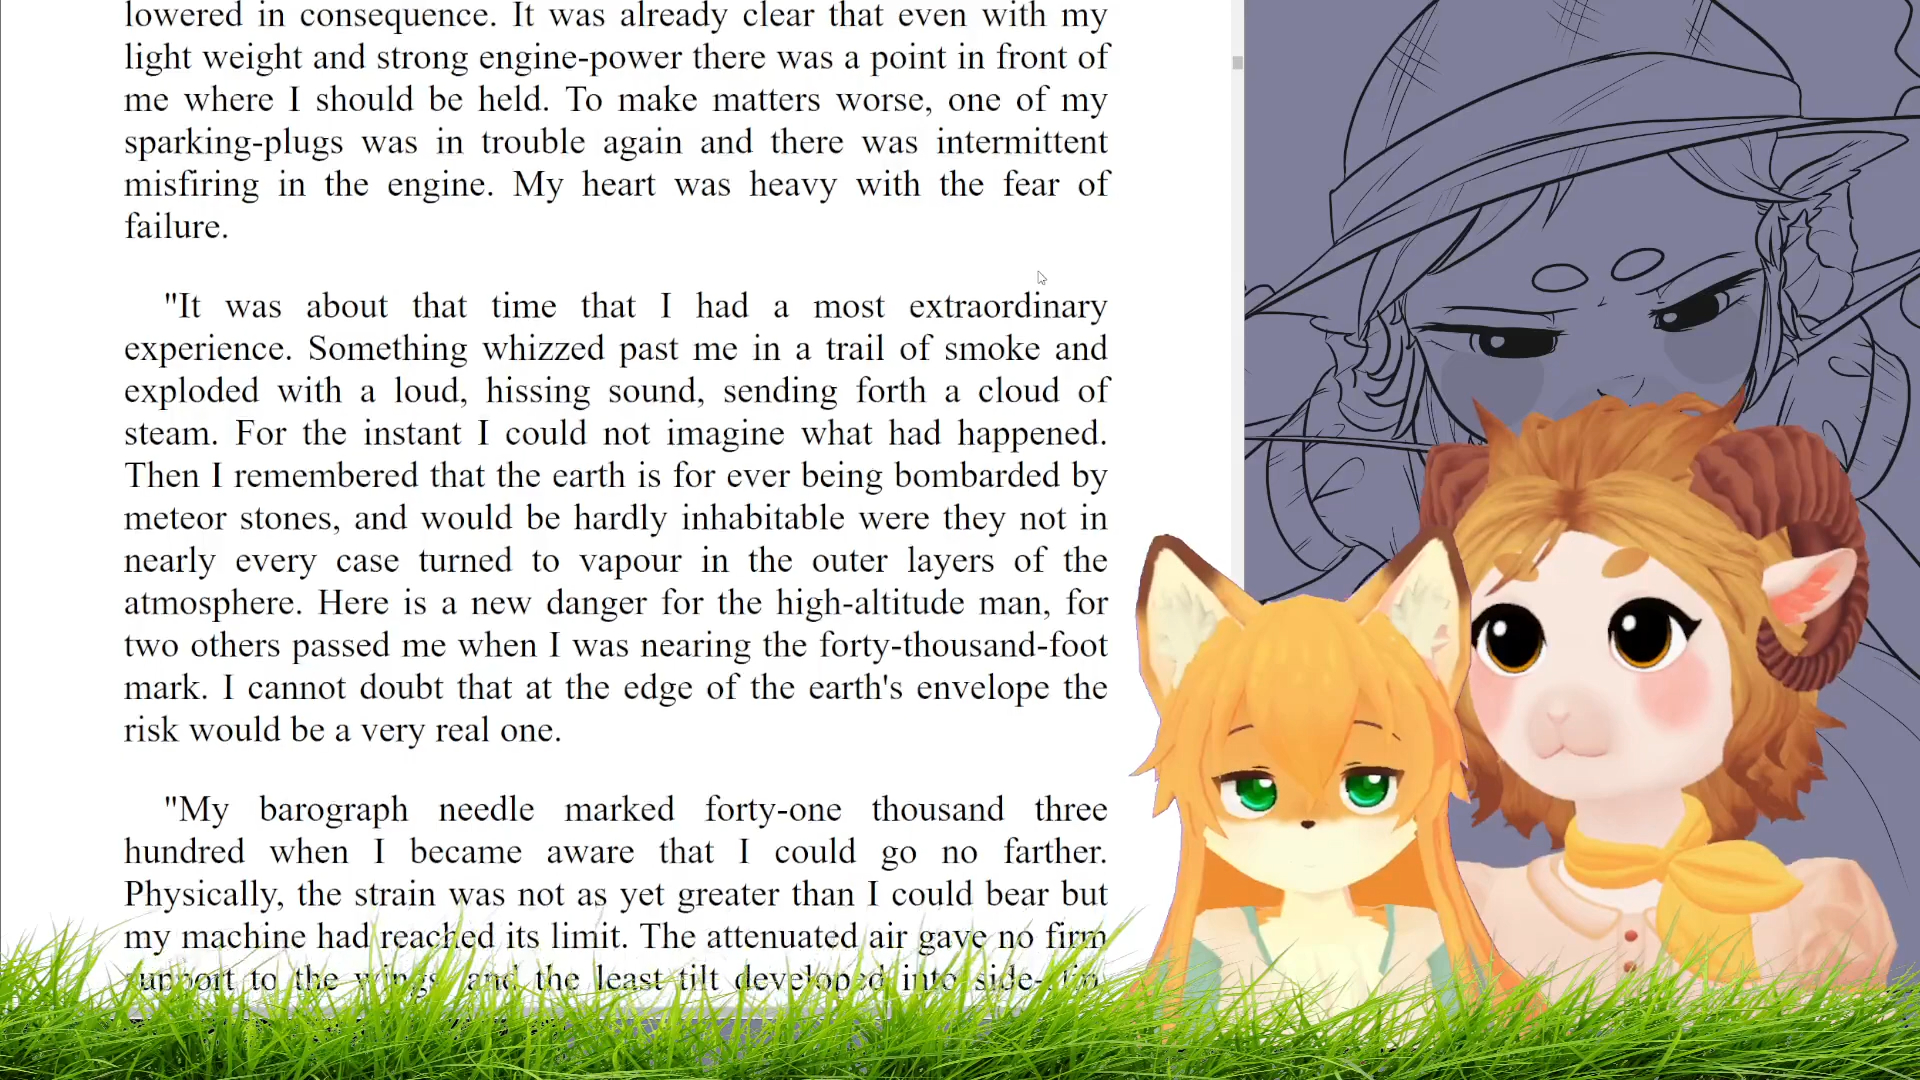 lowered in consequence. It was already clear that even with my
light weight and strong engine-power there was a point in front of
me where I should be held. To make matters worse, one of my
sparking-plugs was in trouble again and there was intermittent
misfiring in the engine. My heart was heavy with the fear of
failure.
"It was about that time that I had a most extraordinary
experience. Something whizzed past me in a trail of smoke and
exploded with a loud, hissing sound, sending forth a cloud of
steam. For the instant I could not imagine what had happened.
Then I remembered that the earth is for ever being bombarded by
meteor stones, and would be hardly inhabitable were they not in
nearly every case turned to vapour in the outer layers of the
atmosphere. Here is a new danger for the high-altitude man, for
two others passed me when I was nearing the forty-thousand-foot
mark. I cannot doubt that at the edge of the earth's envelope the
risk would be a very real one.
"My barograph needle marked forty-one thousand three
hundred when I became aware that I could go no farther.
Physically, the strain was not as yet greater than I could bear but
my machine had reached its limit. The attenuated air gave no firm
support to the wings, and the least tilt developed into side-